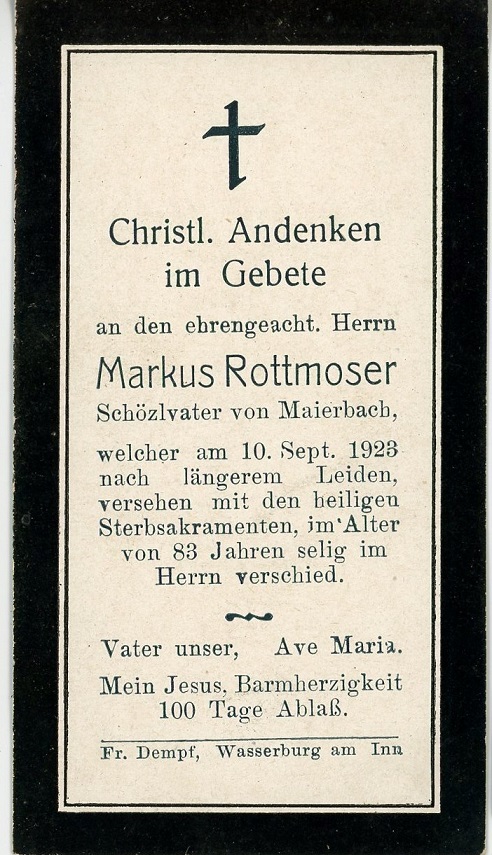 Christl. Andenken
im Gebete
an den ehrengeacht. Herrn
Markus Rottmoser
Schözlvater von Maierbach,
welcher am 10. Sept. 1923
nach längerem Leiden,
versehen mit den heiligen
Sterbsakramenten, im Alter
von 83 Jahren selig im
Herrn verschied.
Vater unser, Ave Maria.
Mein Jesus, Barmherzigkeit
100 Tage Ablaß.
Fr. Dempf, Wasserburg am Inn